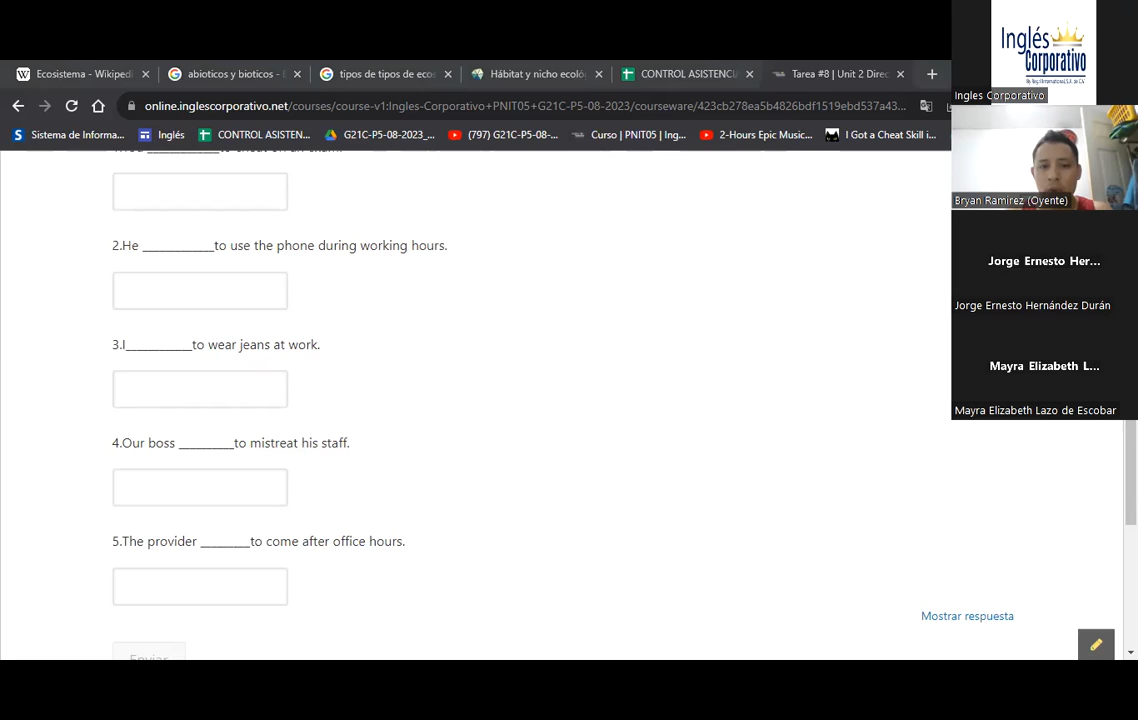 Ecosistema - Wikiped
abioticos y bioticos -
tipos de tipos de ecos
Hábitat y nicho ecoló
CONTROL ASISTENCI
Tarea #8 | Unit 2 Direc
online.inglescorporativo.net/courses/course-v1:Ingles-Corporativo+PNIT05+G21C-P5-08-2023/courseware/423cb278ea5b4826bdf1519ebd537a43...
Sistema de Informa...
Inglés
CONTROL ASISTEN...
G21C-P5-08-2023_...
(797) G21C-P5-08-...
Curso | PNIT05 | Ing...
2-Hours Epic Music...
I Got a Cheat Skill i...
2.He ____________to use the phone during working hours.
3.I___________to wear jeans at work.
4.Our boss _________to mistreat his staff.
5.The provider ________to come after office hours.
Mostrar respuesta
Enviar
Inglés
Corporativo
Ingles Corporativo
Bryan Ramirez (Oyente)
Jorge Ernesto Her...
Jorge Ernesto Hernández Durán
Mayra Elizabeth L...
Mayra Elizabeth Lazo de Escobar